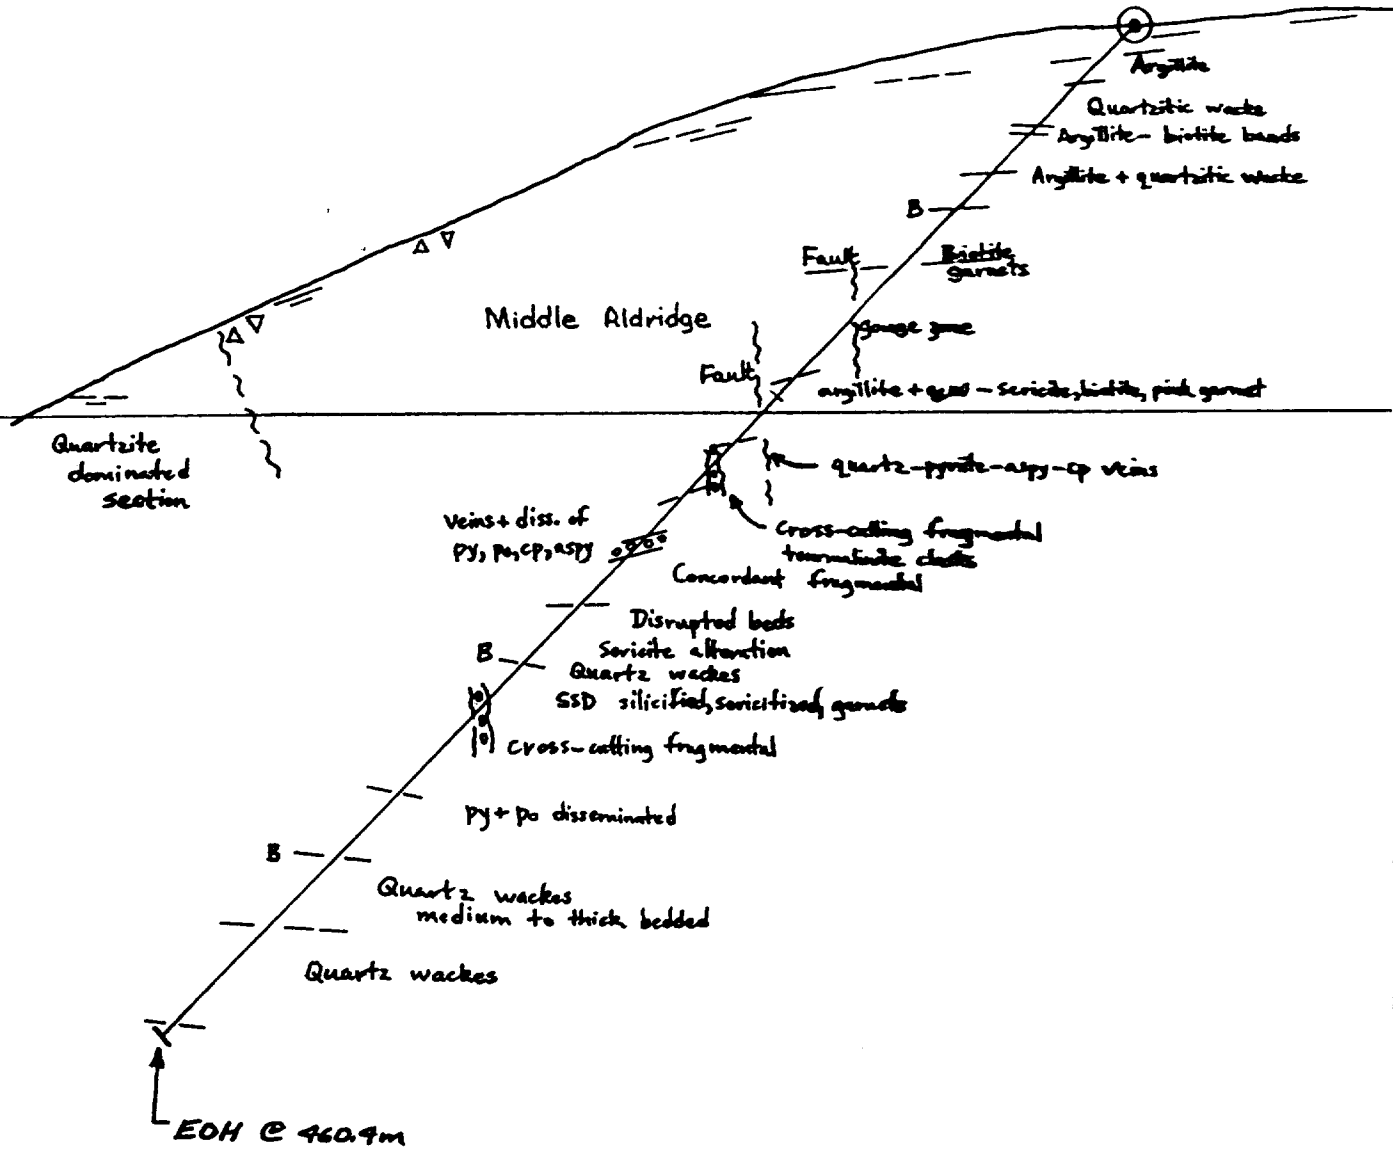 Argillite
Quartzitic wacke
Argillite - biotite bands
Argillite + quartzitic wacke
B
Fault
Biotite
garnets
Middle Aldridge
gouge zone
Fault
argillite + - sericite, biotite, pink garnet
Quartzite
dominated
section
quartz-pyrite-aspy-cp veins
Veins + diss. of
py, po, cp, aspy
Cross-cutting fragmental
tourmalinite clasts
Concordant fragmental
Disrupted beds
Sericite alteration
B
Quartz wackes
SSD silicified, sericitized, garnets
Cross-cutting fragmental
py + po disseminated
B
Quartz wackes
medium to thick bedded
Quartz wackes
EOH @ 460.4m